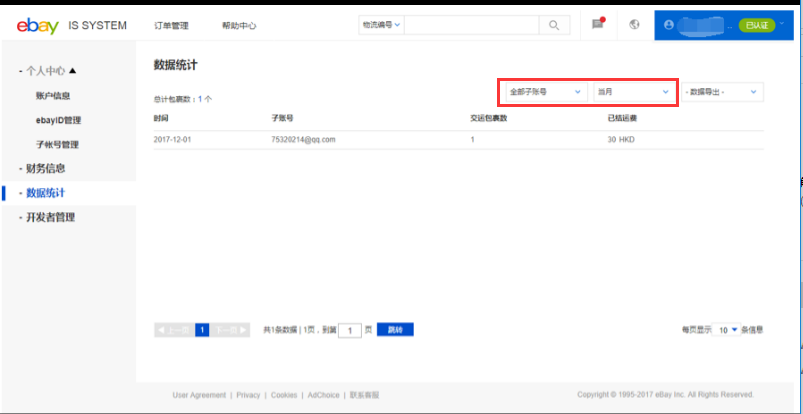 ebay IS SYSTEM 订单管理 帮助中心 物流编号 已认证
- 个人中心 ▲
账户信息
ebayID管理
子帐号管理
- 财务信息
- 数据统计
- 开发者管理
数据统计
总计包裹数：1 个
全部子账号 当月 - 数据导出 -
时间 子账号 交运包裹数 已结运费
2017-12-01 75320214@qq.com 1 30 HKD
◀ 上一页 1 下一页 ▶ 共1条数据 | 1页，到第 1 页 跳转 每页显示 10 条信息
User Agreement | Privacy | Cookies | AdChoice | 联系客服
Copyright © 1995-2017 eBay Inc. All Rights Reserved.